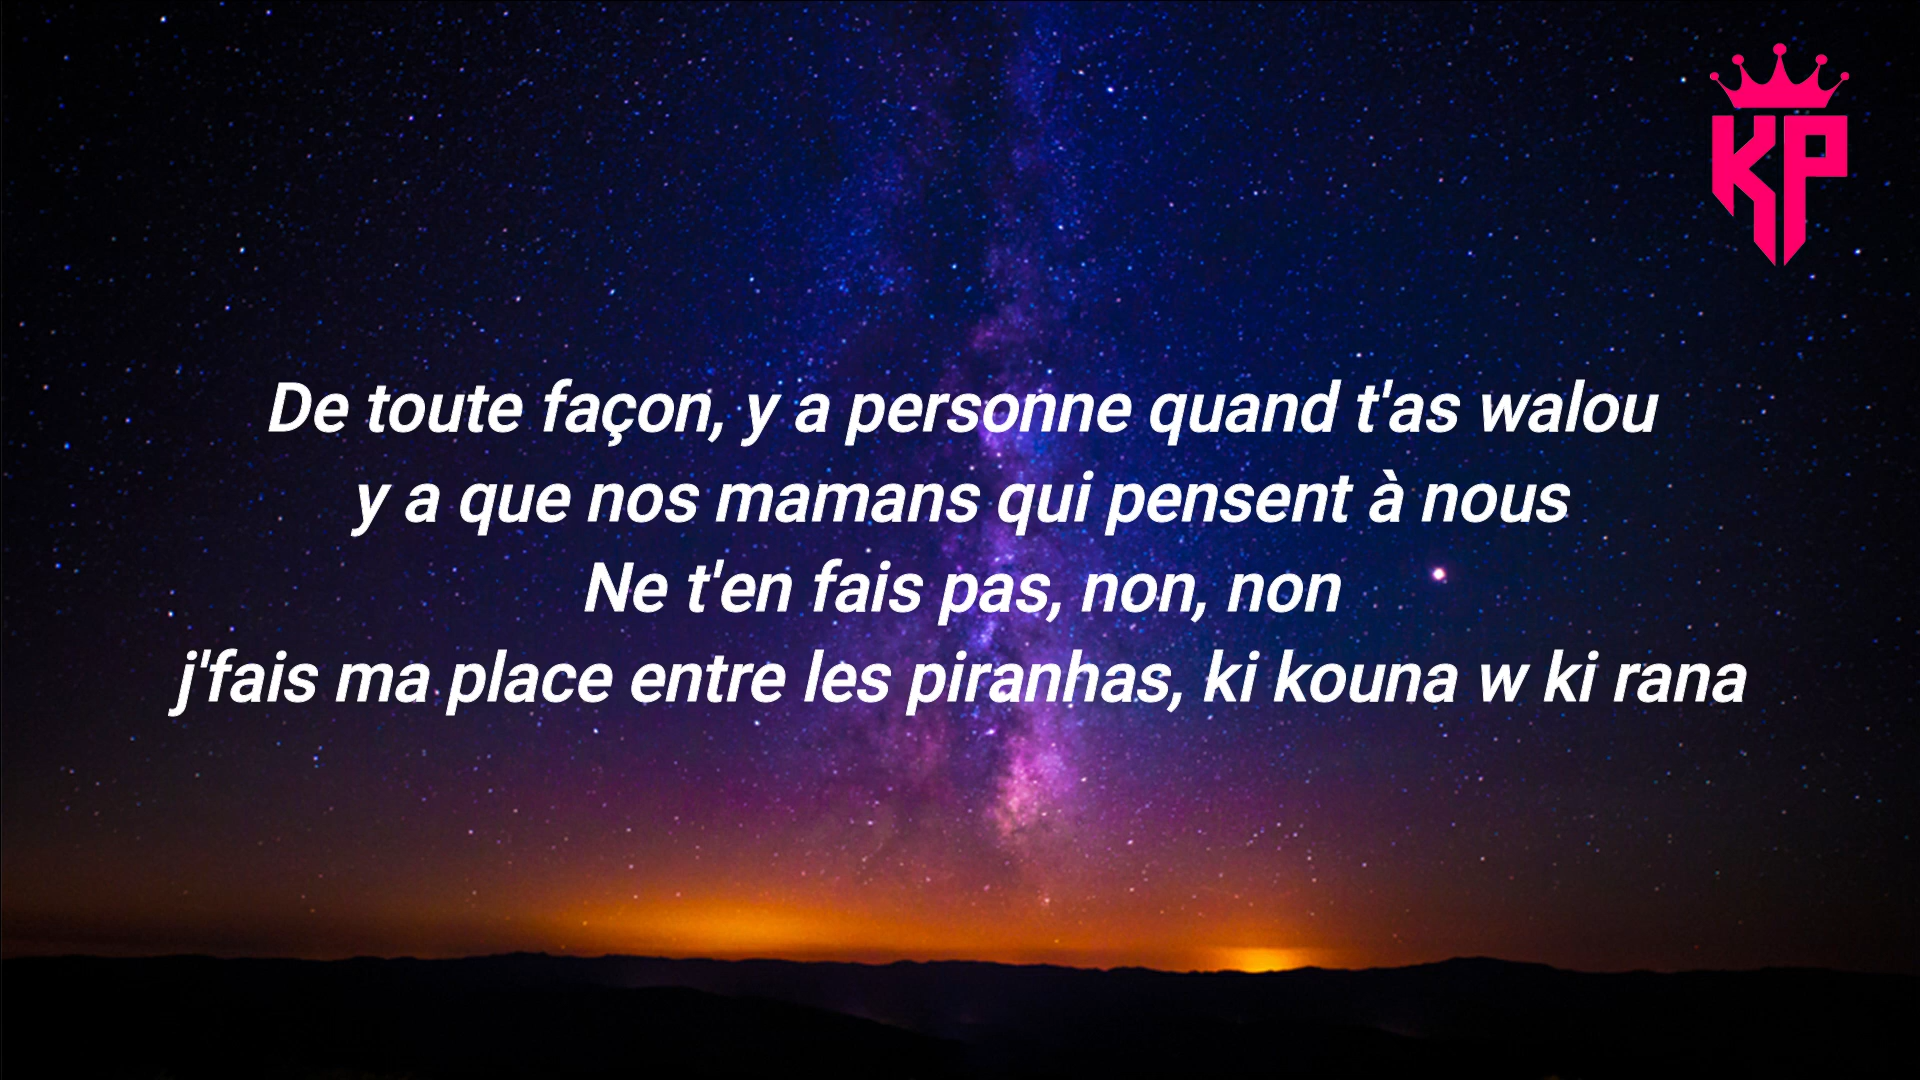 KP
De toute façon, y a personne quand t'as walou
y a que nos mamans qui pensent à nous
Ne t'en fais pas, non, non
j'fais ma place entre les piranhas, ki kouna w ki rana